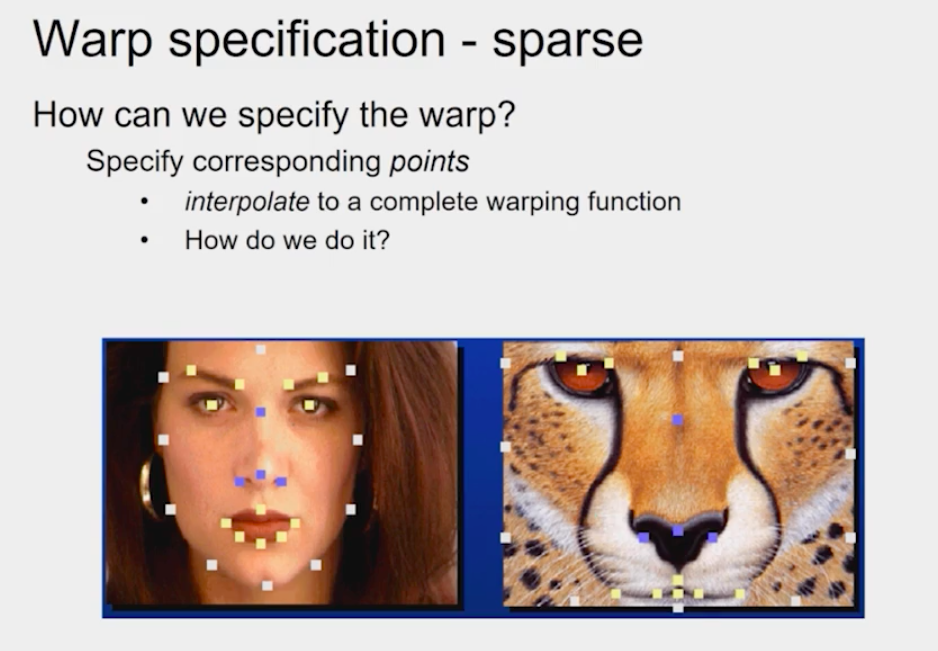 Warp specification - sparse
How can we specify the warp?
Specify corresponding points
• interpolate to a complete warping function
• How do we do it?